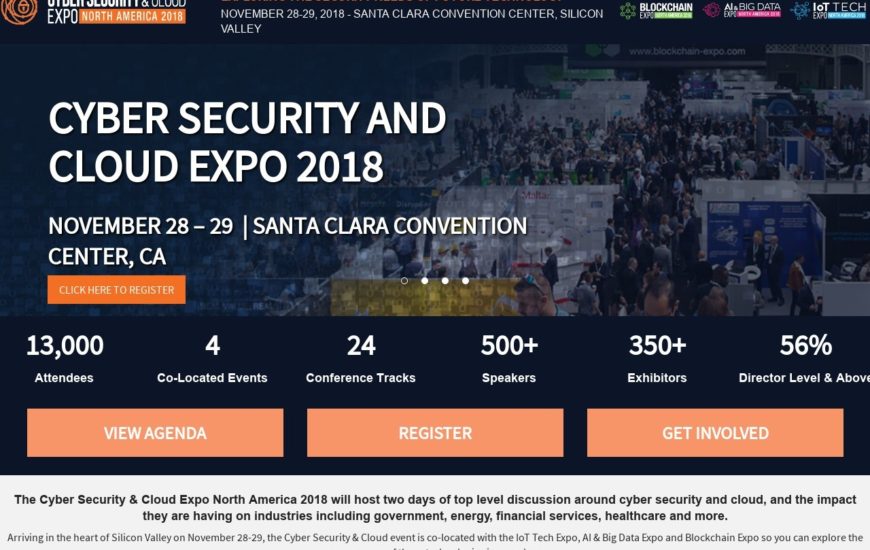 CYBER SECURITY & CLOUD
EXPO NORTH AMERICA 2018
NOVEMBER 28-29, 2018 - SANTA CLARA CONVENTION CENTER, SILICON
VALLEY
BLOCKCHAIN
EXPO NORTH AMERICA 2018
AI & BIG DATA
EXPO NORTH AMERICA 2018
IoT TECH
EXPO NORTH AMERICA 2018
www.blockchain-expo.com
CYBER SECURITY AND
CLOUD EXPO 2018
Malta
NOVEMBER 28 – 29 | SANTA CLARA CONVENTION
CENTER, CA
CLICK HERE TO REGISTER
13,000
Attendees
4
Co-Located Events
24
Conference Tracks
500+
Speakers
350+
Exhibitors
56%
Director Level & Above
VIEW AGENDA
REGISTER
GET INVOLVED
The Cyber Security & Cloud Expo North America 2018 will host two days of top level discussion around cyber security and cloud, and the impact
they are having on industries including government, energy, financial services, healthcare and more.
Arriving in the heart of Silicon Valley on November 28-29, the Cyber Security & Cloud event is co-located with the IoT Tech Expo, AI & Big Data Expo and Blockchain Expo so you can explore the